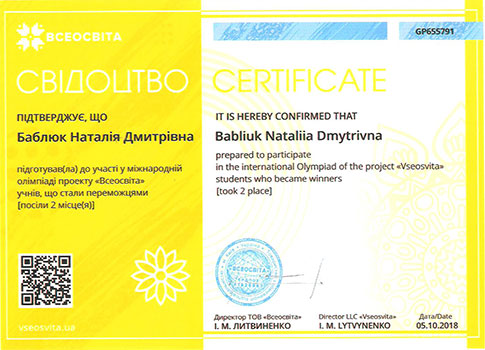 ВСЕОСВІТА
GP655791
СВІДОЦТВО
CERTIFICATE
ПІДТВЕРДЖУЄ, ЩО
Баблюк Наталія Дмитрівна
підготував(ла) до участі у міжнародній
олімпіаді проекту «Всеосвіта»
учнів, що стали переможцями
[посіли 2 місце(я)]
IT IS HEREBY CONFIRMED THAT
Babliuk Nataliia Dmytrivna
prepared to participate
in the international Olympiad of the project «Vseosvita»
students who became winners
[took 2 place]
ВСЕОСВІТА
vseosvita.ua
Директор ТОВ «Всеосвіта»
І. М. ЛИТВИНЕНКО
Director LLC «Vseosvita»
I. M. LYTVYNENKO
Дата/Date
05.10.2018